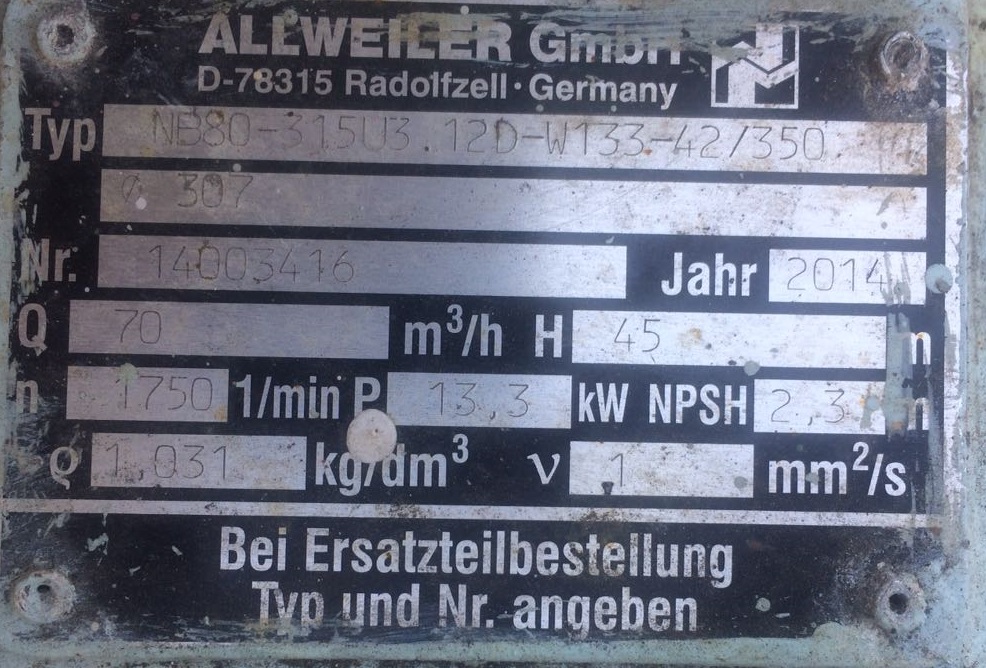 ALLWEILER GmbH
D-78315 Radolfzell · Germany
Typ NB80-315U3.12D-W133-42/350
ø 307
Nr. 14003416 Jahr 2014
Q 70 m³/h H 45 m
n 1750 1/min P 13,3 kW NPSH 2,3 m
ϱ 1,031 kg/dm³ ν 1 mm²/s
Bei Ersatzteilbestellung
Typ und Nr. angeben